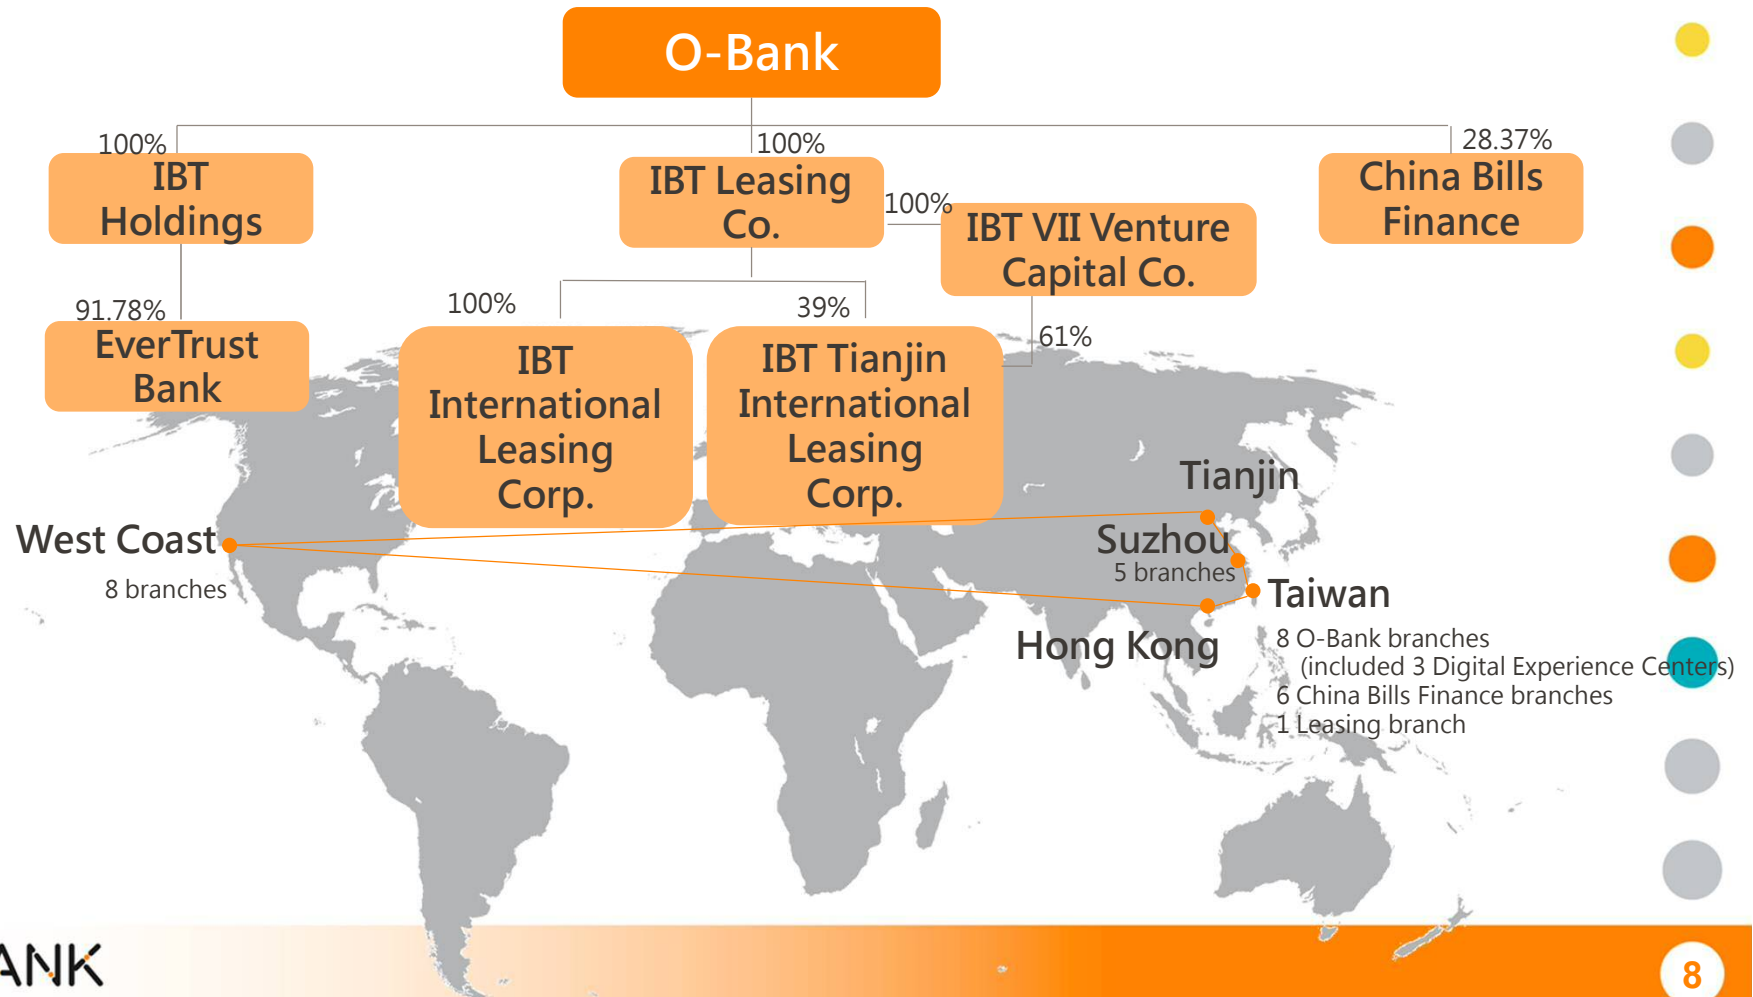 O-Bank
100%
100%
28.37%
IBT
Holdings
IBT Leasing
Co.
China Bills
Finance
100%
IBT VII Venture
Capital Co.
91.78%
100%
39%
61%
EverTrust
Bank
IBT
International
Leasing
Corp.
IBT Tianjin
International
Leasing
Corp.
Tianjin
West Coast
8 branches
Suzhou
5 branches
Taiwan
Hong Kong
8 O-Bank branches
(included 3 Digital Experience Centers)
6 China Bills Finance branches
1 Leasing branch
ANK
8